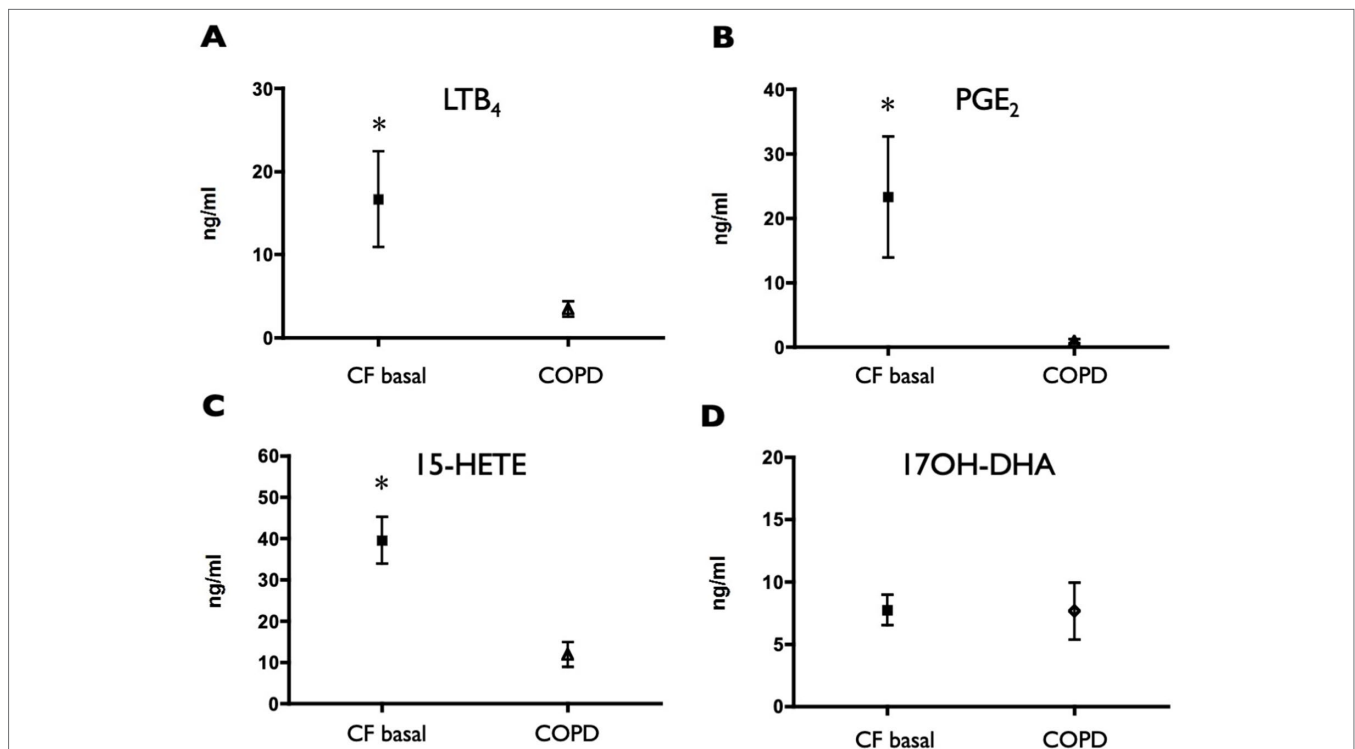 A
LTB₄
*
30
20
10
0
ng/ml
CF basal COPD
B
PGE₂
*
40
30
20
10
0
ng/ml
CF basal COPD
C
15-HETE
*
60
50
40
30
20
10
0
ng/ml
CF basal COPD
D
17OH-DHA
20
15
10
5
0
ng/ml
CF basal COPD